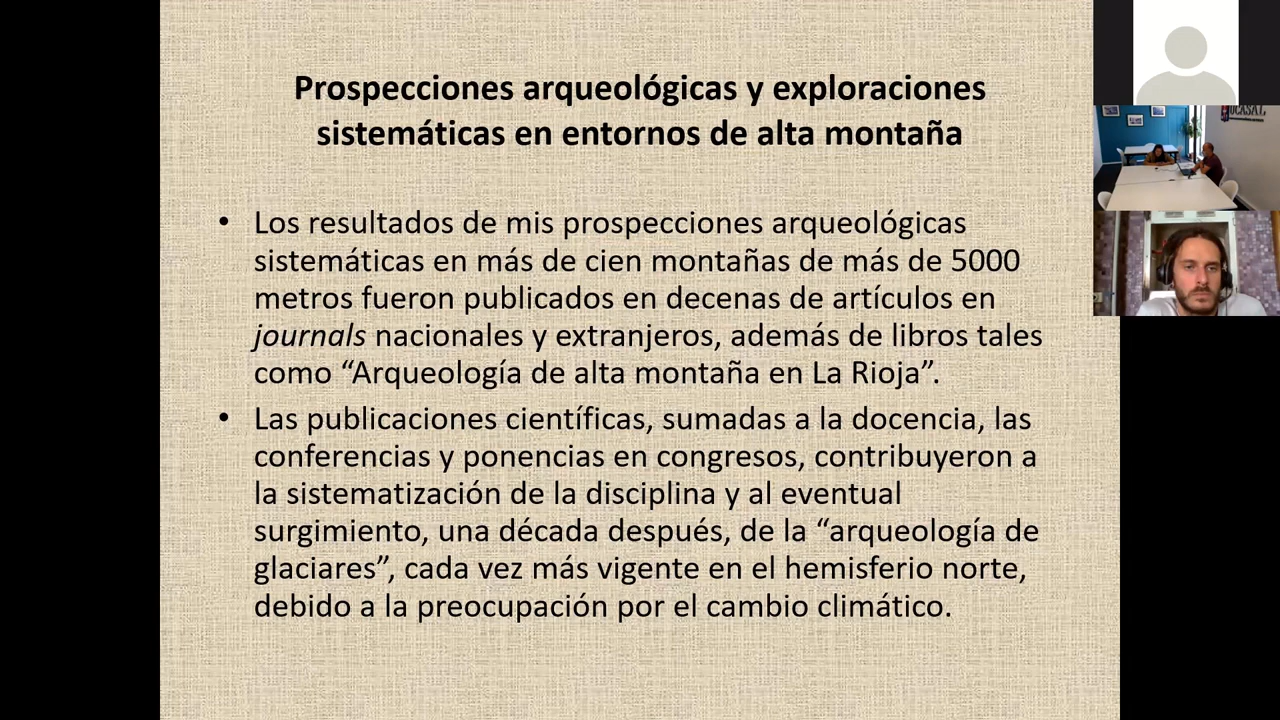 Prospecciones arqueológicas y exploraciones
sistemáticas en entornos de alta montaña
• Los resultados de mis prospecciones arqueológicas
sistemáticas en más de cien montañas de más de 5000
metros fueron publicados en decenas de artículos en
journals nacionales y extranjeros, además de libros tales
como “Arqueología de alta montaña en La Rioja”.
• Las publicaciones científicas, sumadas a la docencia, las
conferencias y ponencias en congresos, contribuyeron a
la sistematización de la disciplina y al eventual
surgimiento, una década después, de la “arqueología de
glaciares”, cada vez más vigente en el hemisferio norte,
debido a la preocupación por el cambio climático.
UCASAL